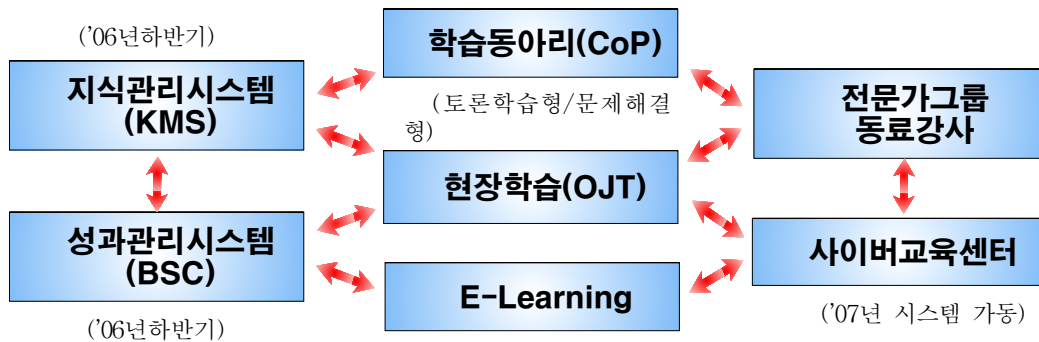 ('06년하반기)
지식관리시스템
(KMS)
성과관리시스템
(BSC)
('06년하반기)
학습동아리(CoP)
(토론학습형/문제해결
형)
현장학습(OJT)
E-Learning
전문가그룹
동료강사
사이버교육센터
('07년 시스템 가동)